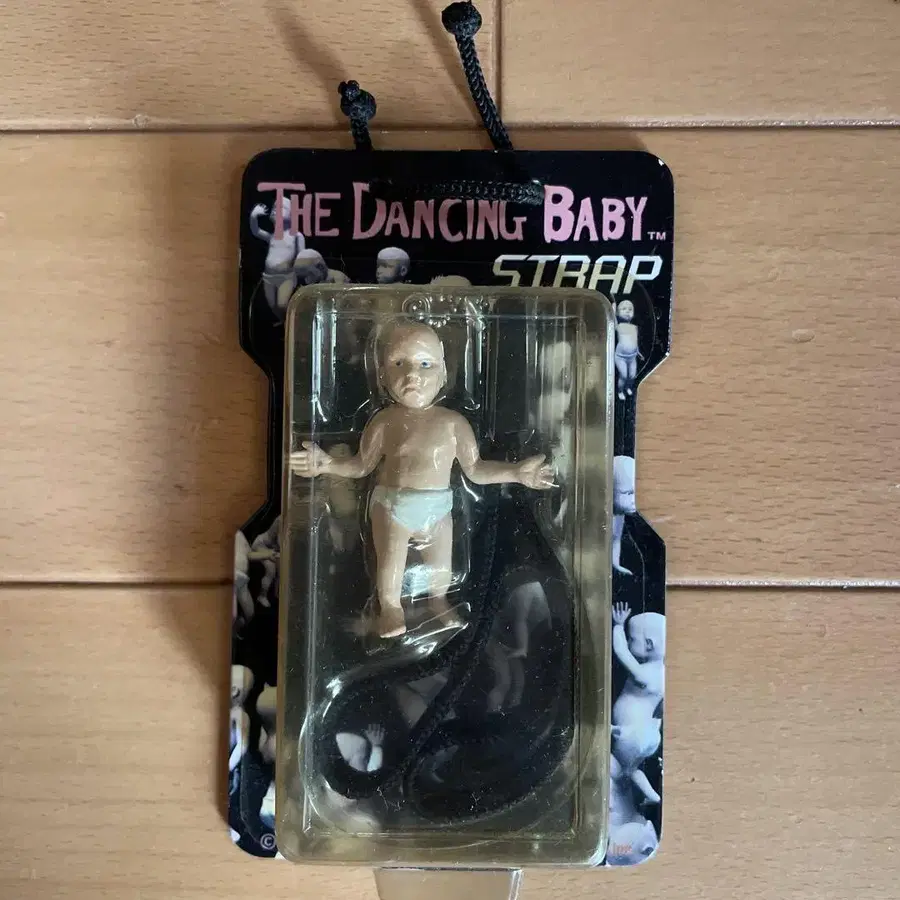 THE DANCING BABY™
STRAP
©